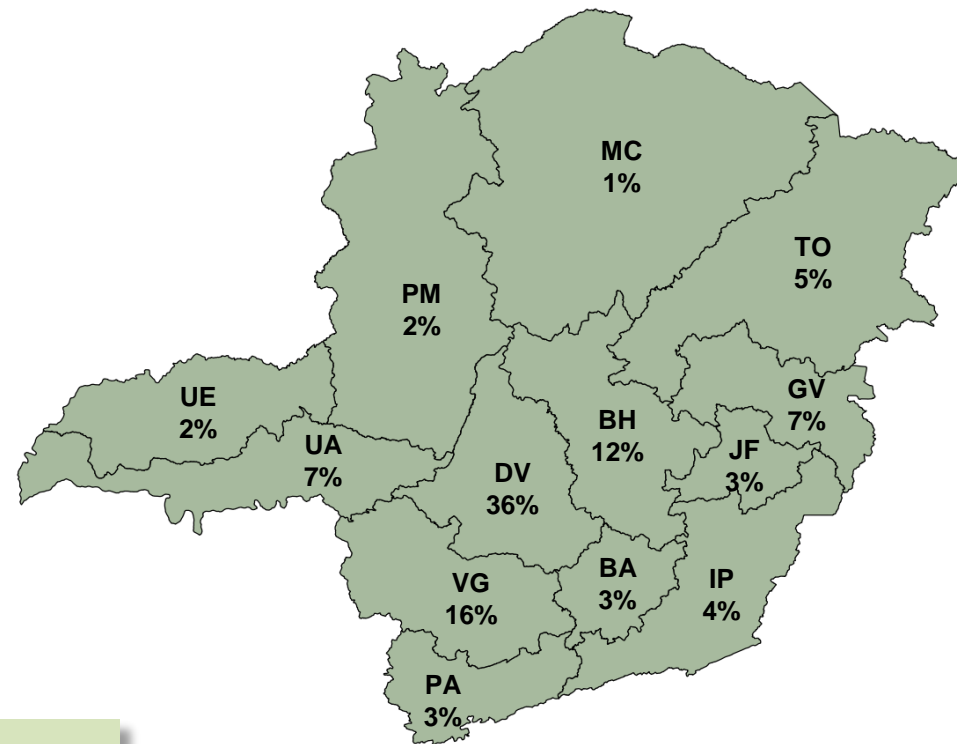 MC
1%
TO
5%
PM
2%
GV
7%
UE
2%
BH
12%
UA
7%
JF
3%
DV
36%
BA
3%
IP
4%
VG
16%
PA
3%